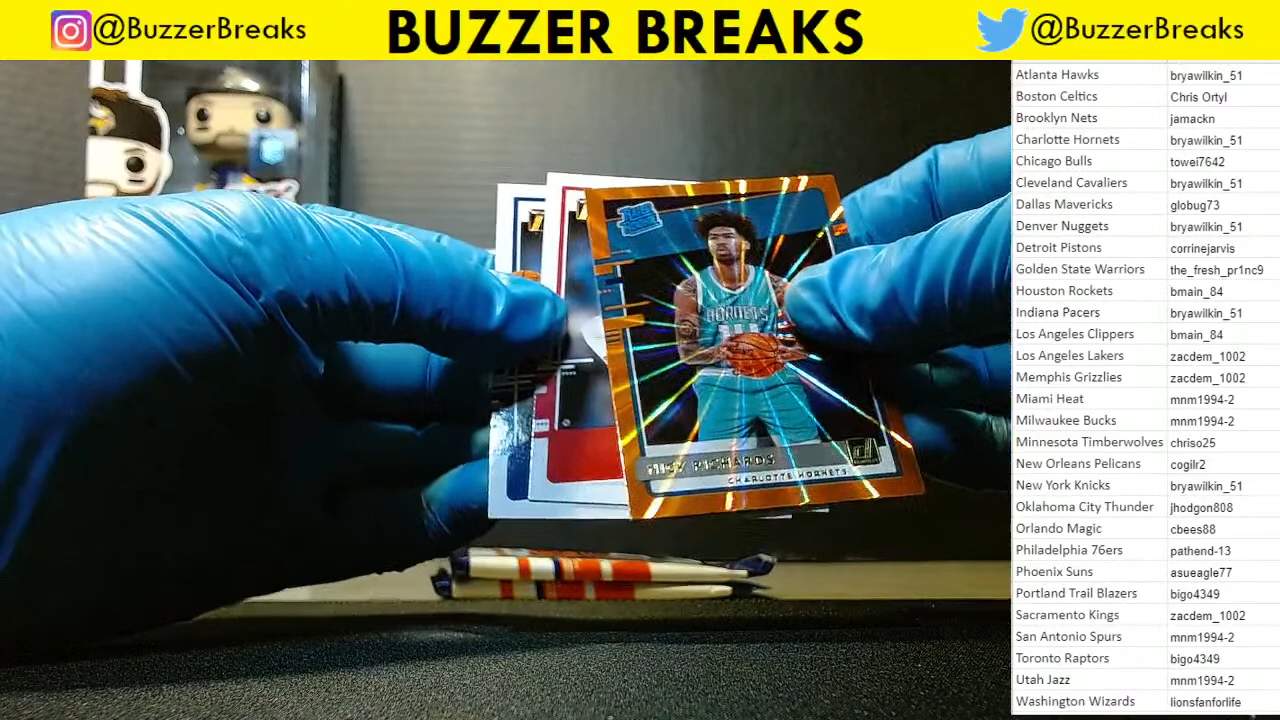 @BuzzerBreaks
BUZZER BREAKS
@BuzzerBreaks
Atlanta Hawks bryawilkin_51
Boston Celtics Chris Ortyl
Brooklyn Nets jamackn
Charlotte Hornets bryawilkin_51
Chicago Bulls towei7642
Cleveland Cavaliers bryawilkin_51
Dallas Mavericks globug73
Denver Nuggets bryawilkin_51
Detroit Pistons corrinejarvis
Golden State Warriors the_fresh_pr1nc9
Houston Rockets bmain_84
Indiana Pacers bryawilkin_51
Los Angeles Clippers bmain_84
Los Angeles Lakers zacdem_1002
Memphis Grizzlies zacdem_1002
Miami Heat mnm1994-2
Milwaukee Bucks mnm1994-2
Minnesota Timberwolves chriso25
New Orleans Pelicans cogilr2
New York Knicks bryawilkin_51
Oklahoma City Thunder jhodgon808
Orlando Magic cbees88
Philadelphia 76ers pathend-13
Phoenix Suns asueagle77
Portland Trail Blazers bigo4349
Sacramento Kings zacdem_1002
San Antonio Spurs mnm1994-2
Toronto Raptors bigo4349
Utah Jazz mnm1994-2
Washington Wizards lionsfanforlife
HORNETS
NICK RICHARDS
CHARLOTTE HORNETS